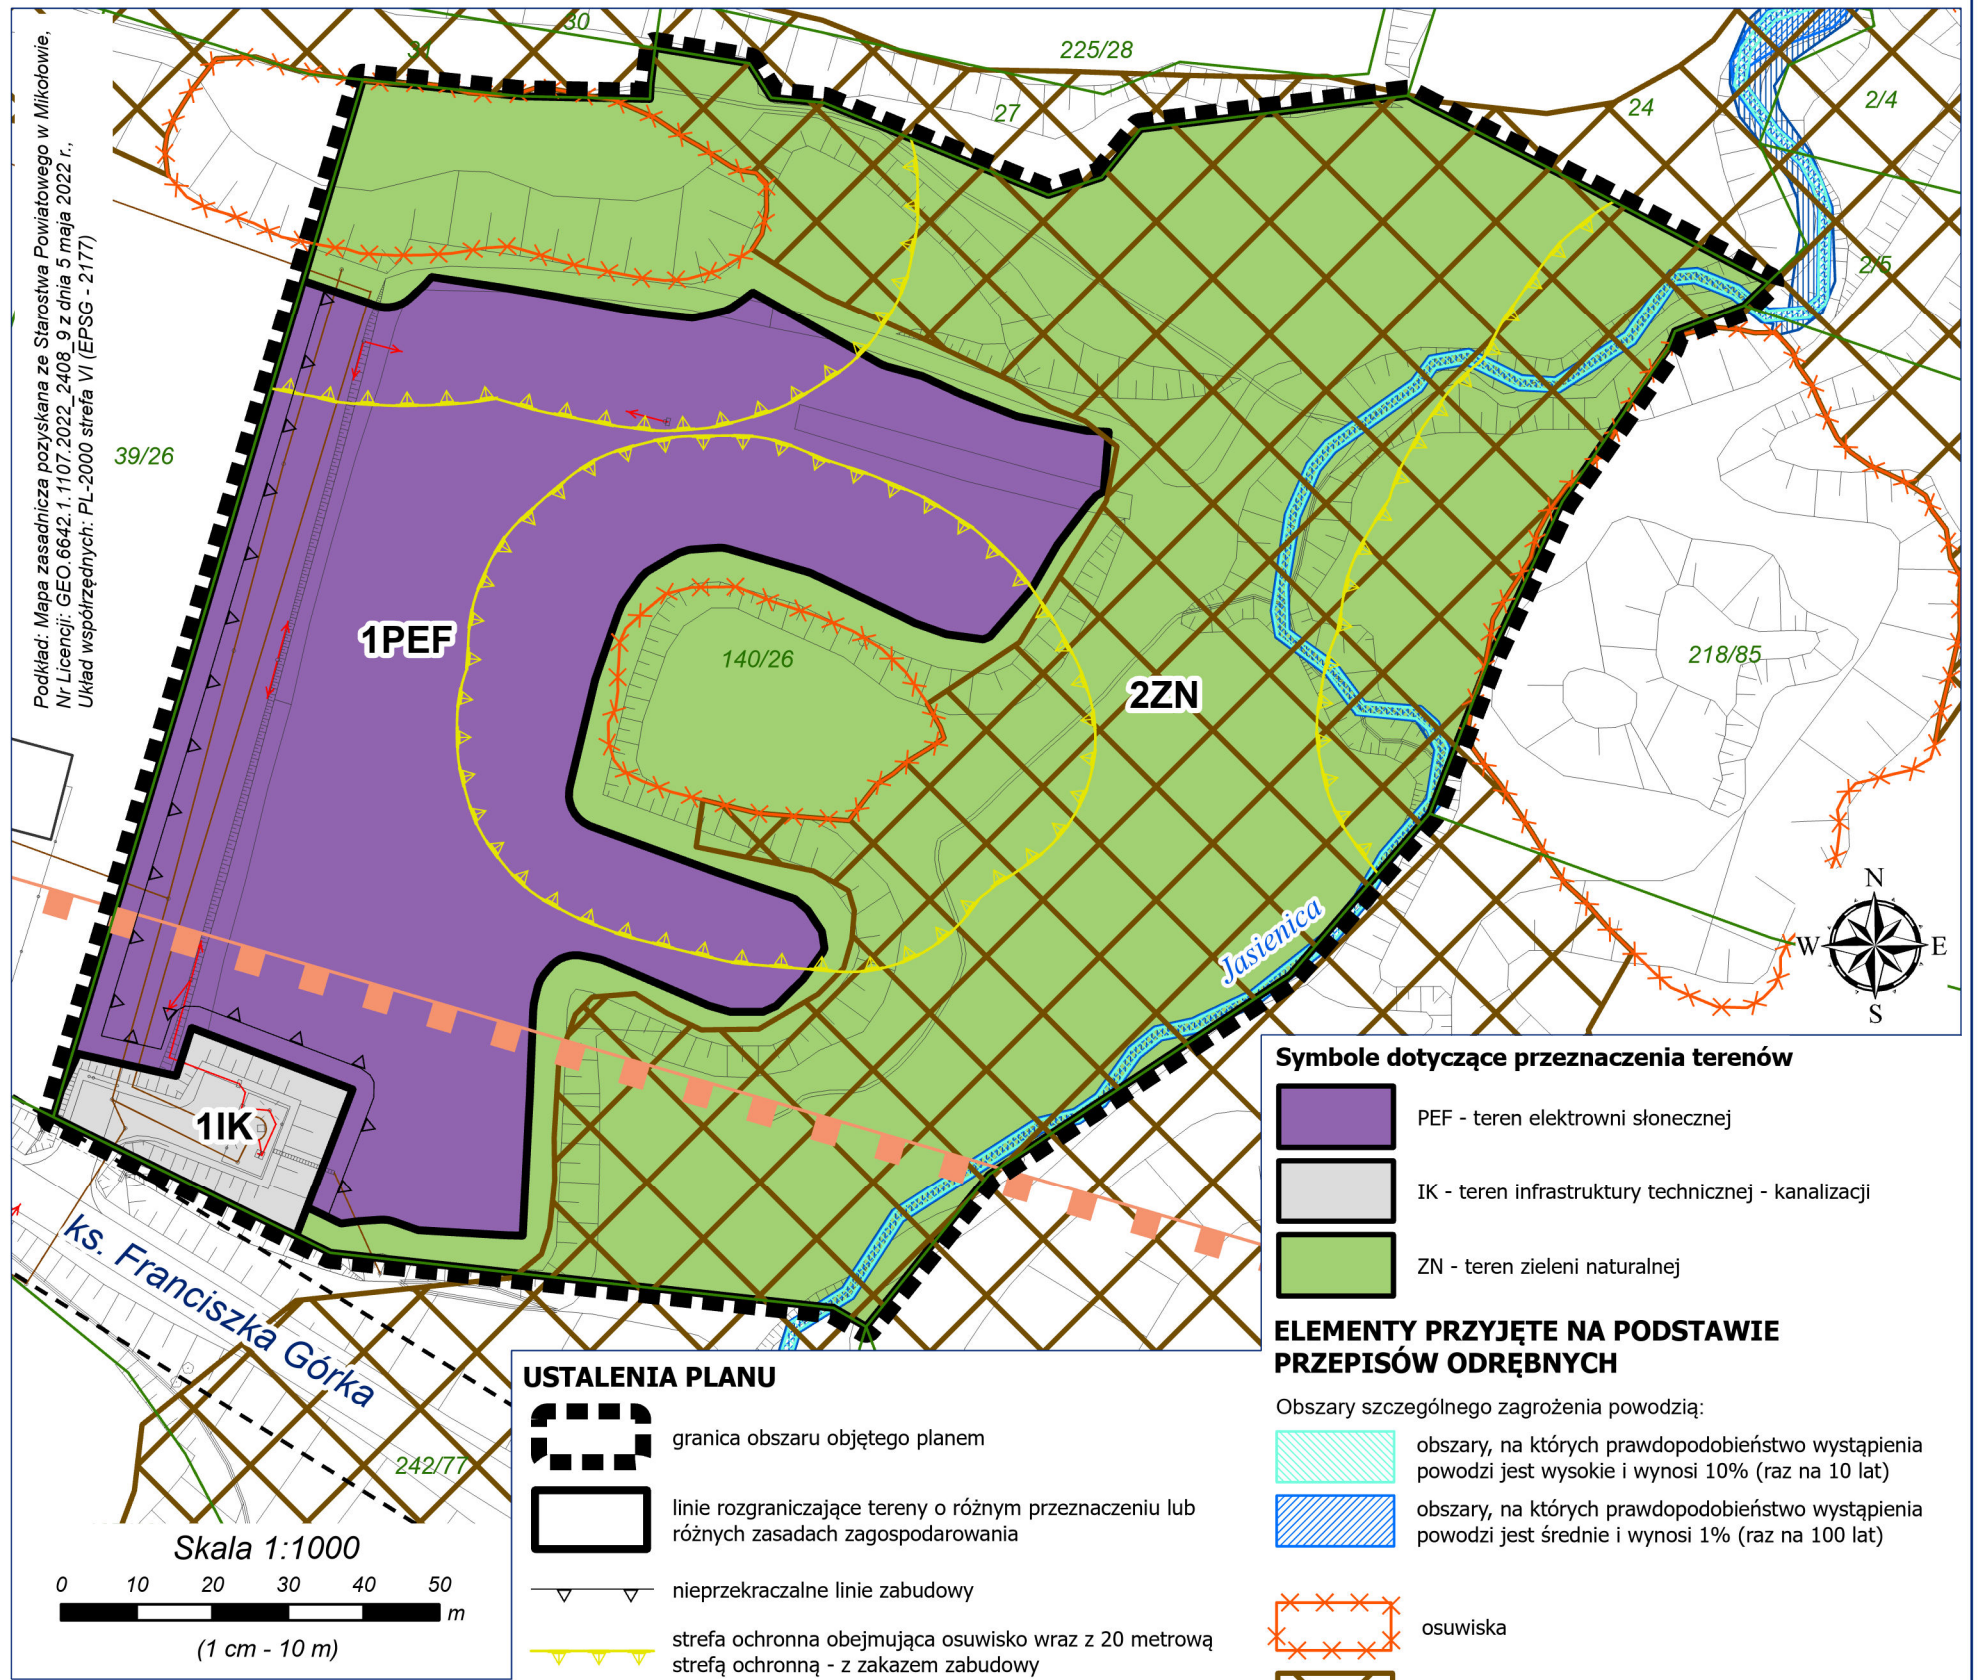 Podkład: Mapa zasadnicza pozyskana ze Starostwa Powiatowego w Mikołowie,
Nr Licencji: GEO.6642.1.1107.2022_2408_9 z dnia 5 maja 2022 r.,
Układ współrzędnych: PL-2000 strefa VI (EPSG - 2177)
31
30
225/28
27
24
2/4
2/5
39/26
1PEF
140/26
2ZN
218/85
Jasienica
N
W
E
S
1IK
ks. Franciszka Górka
242/77
Skala 1:1000
0 10 20 30 40 50
m
(1 cm - 10 m)
USTALENIA PLANU
granica obszaru objętego planem
linie rozgraniczające tereny o różnym przeznaczeniu lub
różnych zasadach zagospodarowania
nieprzekraczalne linie zabudowy
strefa ochronna obejmująca osuwisko wraz z 20 metrową
strefą ochronną - z zakazem zabudowy
Symbole dotyczące przeznaczenia terenów
PEF - teren elektrowni słonecznej
IK - teren infrastruktury technicznej - kanalizacji
ZN - teren zieleni naturalnej
ELEMENTY PRZYJĘTE NA PODSTAWIE
PRZEPISÓW ODRĘBNYCH
Obszary szczególnego zagrożenia powodzią:
obszary, na których prawdopodobieństwo wystąpienia
powodzi jest wysokie i wynosi 10% (raz na 10 lat)
obszary, na których prawdopodobieństwo wystąpienia
powodzi jest średnie i wynosi 1% (raz na 100 lat)
osuwiska